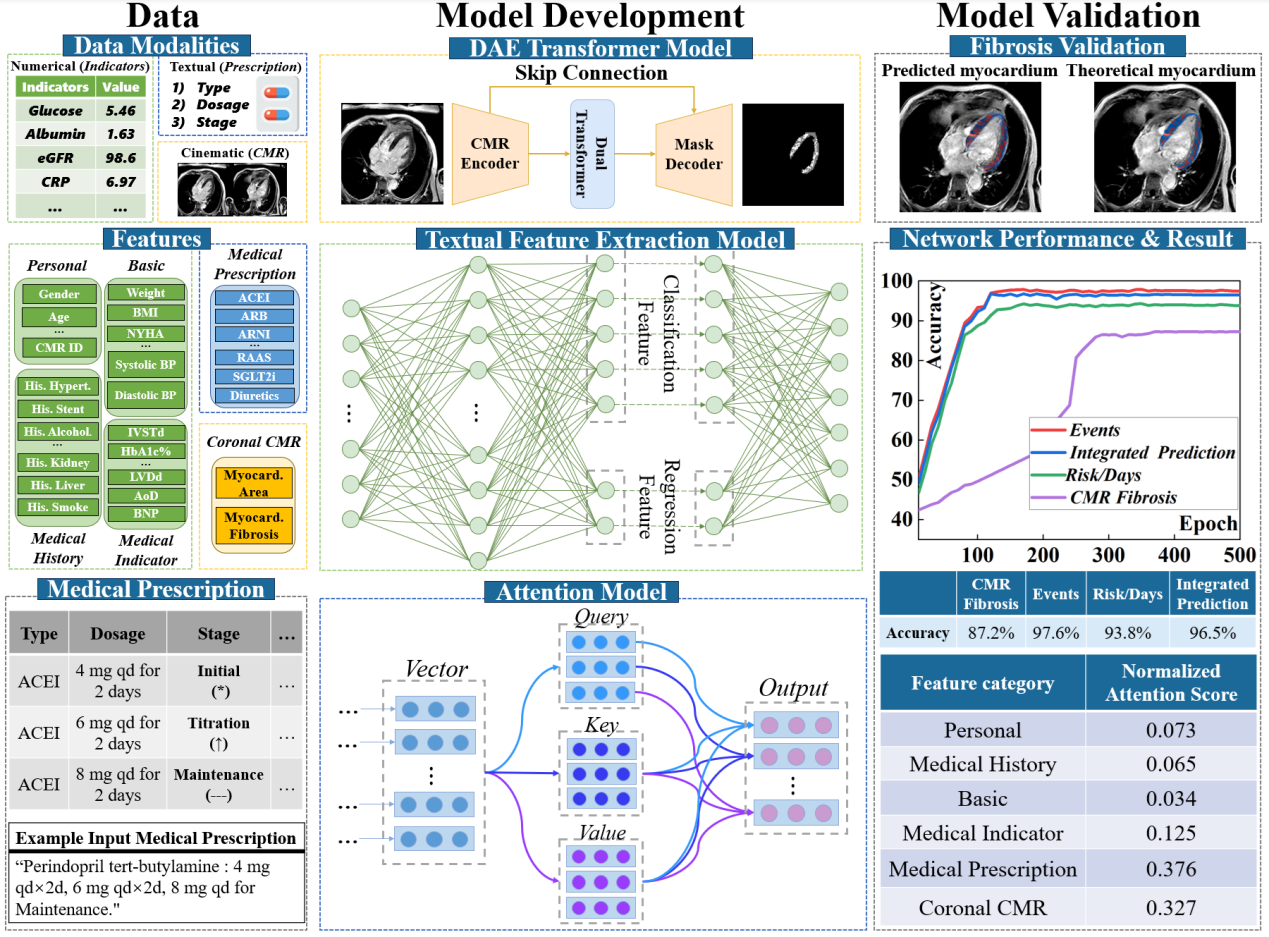 Data
Data Modalities
Numerical (Indicators)
Indicators Value
Glucose 5.46
Albumin 1.63
eGFR 98.6
CRP 6.97
... ...
Textual (Prescription)
1) Type
2) Dosage
3) Stage
Cinematic (CMR)
Features
Personal
Gender
Age
...
CMR ID
His. Hypert.
His. Stent
His. Alcohol.
...
His. Kidney
His. Liver
His. Smoke
Medical
History
Basic
Weight
BMI
NYHA
...
Systolic BP
Diastolic BP
IVSTd
HbA1c%
...
LVDd
AoD
BNP
Medical
Indicator
Medical
Prescription
ACEI
ARB
ARNI
...
RAAS
SGLT2i
Diuretics
Coronal CMR
Myocard.
Area
Myocard.
Fibrosis
Medical Prescription
Type Dosage Stage ...
ACEI 4 mg qd for 2 days Initial (*) ...
ACEI 6 mg qd for 2 days Titration (↑) ...
ACEI 8 mg qd for 2 days Maintenance (---) ...
Example Input Medical Prescription
“Perindopril tert-butylamine : 4 mg
qd×2d, 6 mg qd×2d, 8 mg qd for
Maintenance."
Model Development
DAE Transformer Model
Skip Connection
CMR
Encoder
Dual
Transformer
Mask
Decoder
Textual Feature Extraction Model
...
...
Classification
Feature
Regression
Feature
Attention Model
Vector
...
...
...
...
...
Query
Key
Value
Output
...
Model Validation
Fibrosis Validation
Predicted myocardium Theoretical myocardium
Network Performance & Result
Accuracy
100
90
80
70
60
50
40
Events
Integrated Prediction
Risk/Days
CMR Fibrosis
Epoch
100 200 300 400 500
CMR Fibrosis Events Risk/Days Integrated Prediction
Accuracy 87.2% 97.6% 93.8% 96.5%
Feature category Normalized Attention Score
Personal 0.073
Medical History 0.065
Basic 0.034
Medical Indicator 0.125
Medical Prescription 0.376
Coronal CMR 0.327